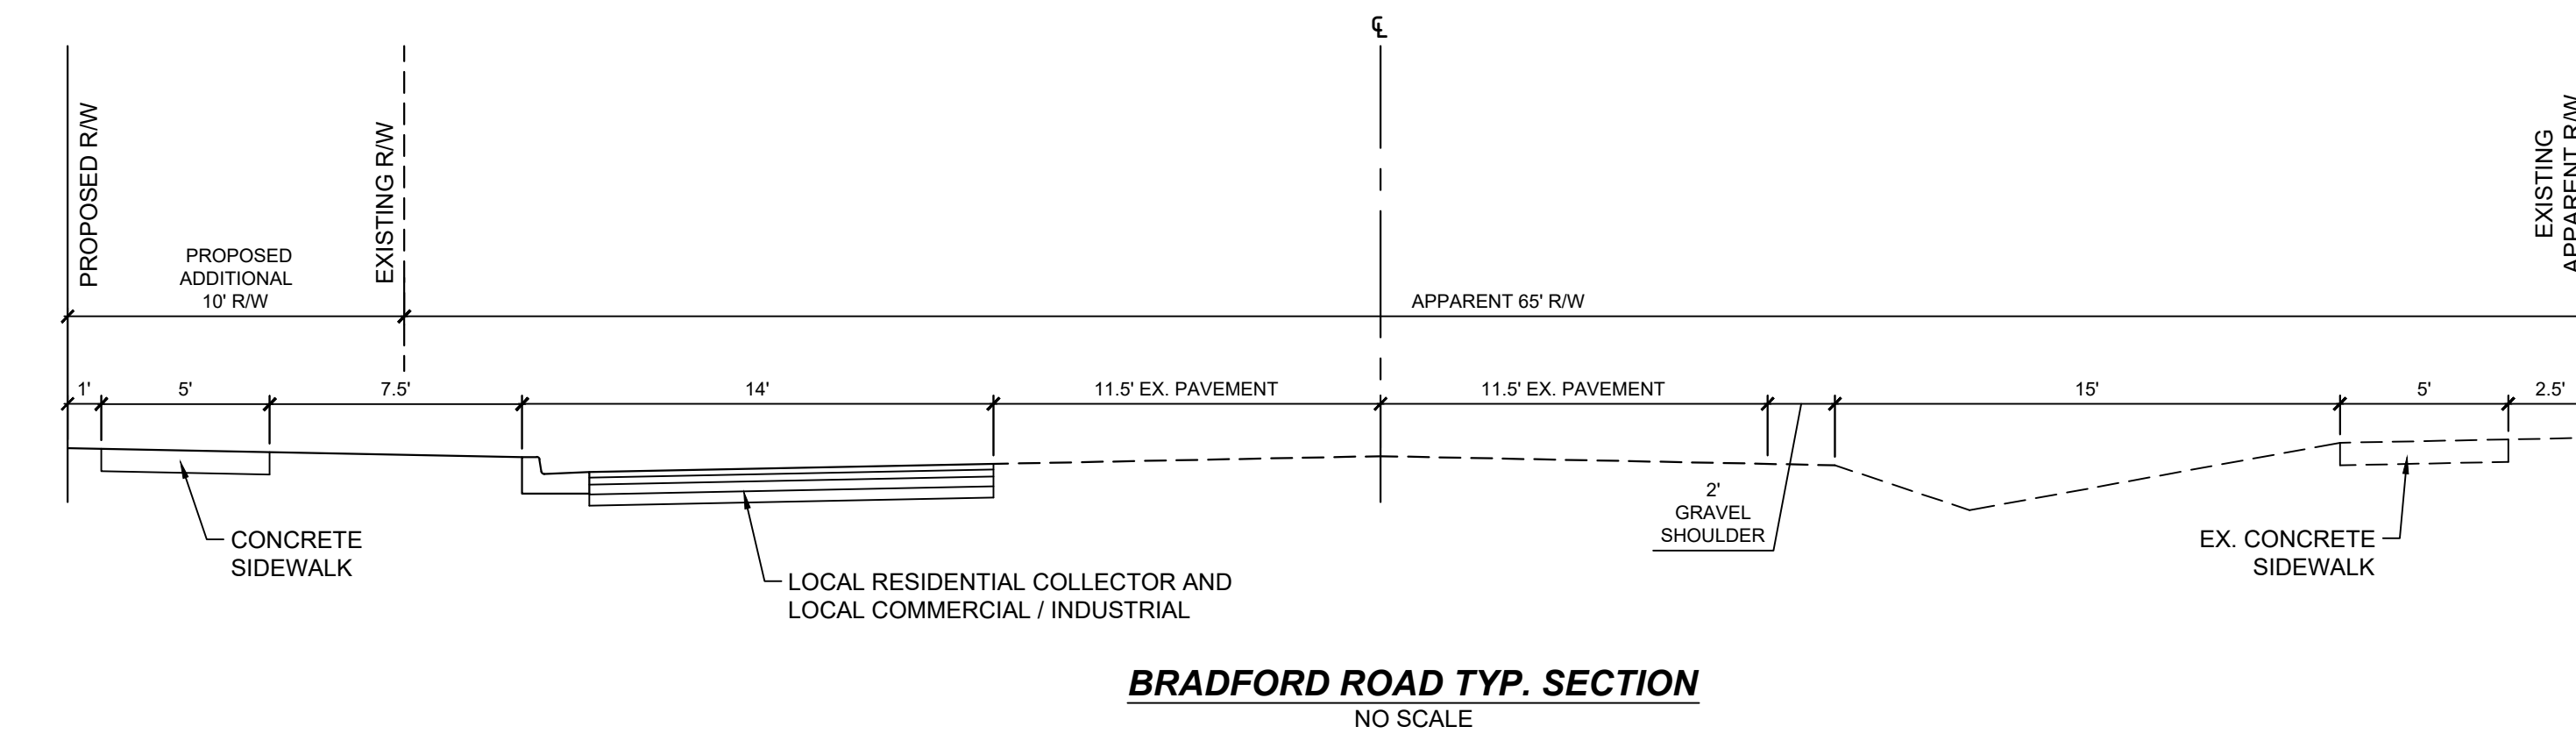 ℄
PROPOSED R/W
EXISTING R/W
EXISTING
APPARENT R/W
PROPOSED
ADDITIONAL
10' R/W
APPARENT 65' R/W
1'
5'
7.5'
14'
11.5' EX. PAVEMENT
11.5' EX. PAVEMENT
15'
5'
2.5'
2'
GRAVEL
SHOULDER
CONCRETE
SIDEWALK
LOCAL RESIDENTIAL COLLECTOR AND
LOCAL COMMERCIAL / INDUSTRIAL
EX. CONCRETE
SIDEWALK
BRADFORD ROAD TYP. SECTION
NO SCALE